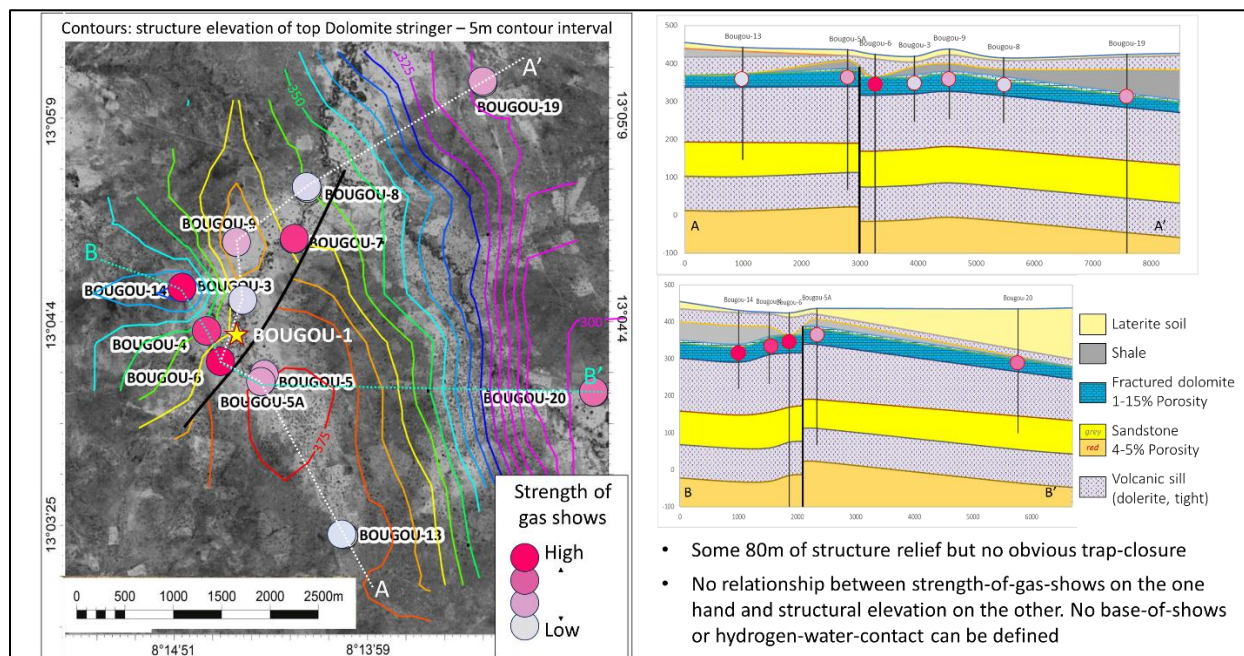 Contours: structure elevation of top Dolomite stringer – 5m contour interval
325
350
A'
BOUGOU-19
13°05'9
13°05'9
BOUGOU-8
BOUGOU-9
BOUGOU-7
B
BOUGOU-3
BOUGOU-14
300
13°04'4
13°04'4
BOUGOU-1
BOUGOU-4
BOUGOU-6
BOUGOU-5
BOUGOU-5A
B'
BOUGOU-20
375
13°03'25
BOUGOU-13
A
0 500 1000 1500 2000 2500m
8°14'51
8°13'59
Strength of
gas shows
High
Low
500
400
300
200
100
0
-100
Bougou-13
Bougou-5A
Bougou-6
Bougou-3
Bougou-9
Bougou-8
Bougou-19
A
A'
0 1000 2000 3000 4000 5000 6000 7000 8000
500
400
300
200
100
0
-100
Bougou-14
Bougou-6
Bougou-5A
Bougou-20
B
B'
0 1000 2000 3000 4000 5000 6000
Laterite soil
Shale
Fractured dolomite
1-15% Porosity
grey
red
Sandstone
4-5% Porosity
Volcanic sill
(dolerite, tight)
• Some 80m of structure relief but no obvious trap-closure
• No relationship between strength-of-gas-shows on the one
hand and structural elevation on the other. No base-of-shows
or hydrogen-water-contact can be defined